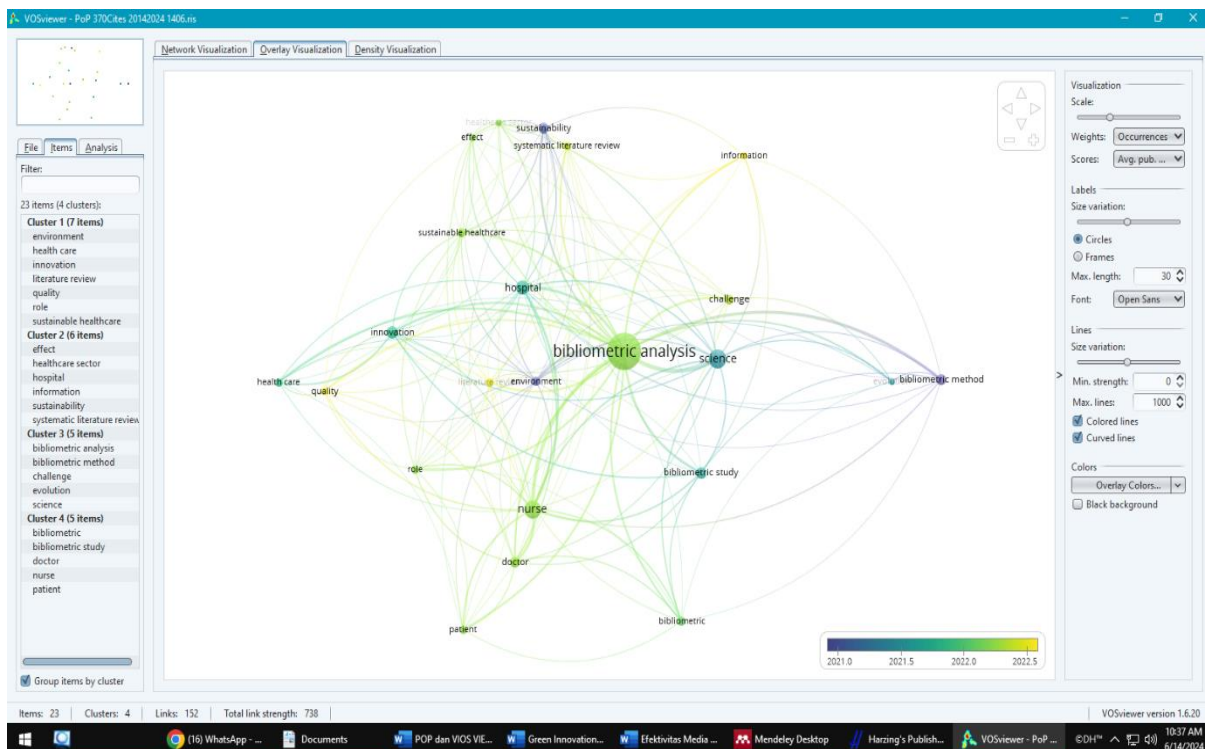 VOSviewer - PoP 370Cites 20142024 1406.ris
Network Visualization
Overlay Visualization
Density Visualization
File
Items
Analysis
Filter:
23 items (4 clusters):
Cluster 1 (7 items)
environment
health care
innovation
literature review
quality
role
sustainable healthcare
Cluster 2 (6 items)
effect
healthcare sector
hospital
information
sustainability
systematic literature review
Cluster 3 (5 items)
bibliometric analysis
bibliometric method
challenge
evolution
science
Cluster 4 (5 items)
bibliometric
bibliometric study
doctor
nurse
patient
Group items by cluster
healthcare sector
sustainability
effect
systematic literature review
information
sustainable healthcare
hospital
challenge
innovation
bibliometric analysis
science
health care
quality
literature rev
environment
evo
bibliometric method
role
bibliometric study
nurse
doctor
patient
bibliometric
2021.0 2021.5 2022.0 2022.5
Visualization
Scale:
Weights: Occurrences
Scores: Avg. pub. ...
Labels
Size variation:
Circles
Frames
Max. length: 30
Font: Open Sans
Lines
Size variation:
Min. strength: 0
Max. lines: 1000
Colored lines
Curved lines
Colors
Overlay Colors...
Black background
Items: 23 Clusters: 4 Links: 152 Total link strength: 738
VOSviewer version 1.6.20
(16) WhatsApp - ...
Documents
POP dan VIOS VIE...
Green Innovation...
Efektivitas Media ...
Mendeley Desktop
Harzing's Publish...
VOSviewer - PoP ...
©DH™
10:37 AM
6/14/2024